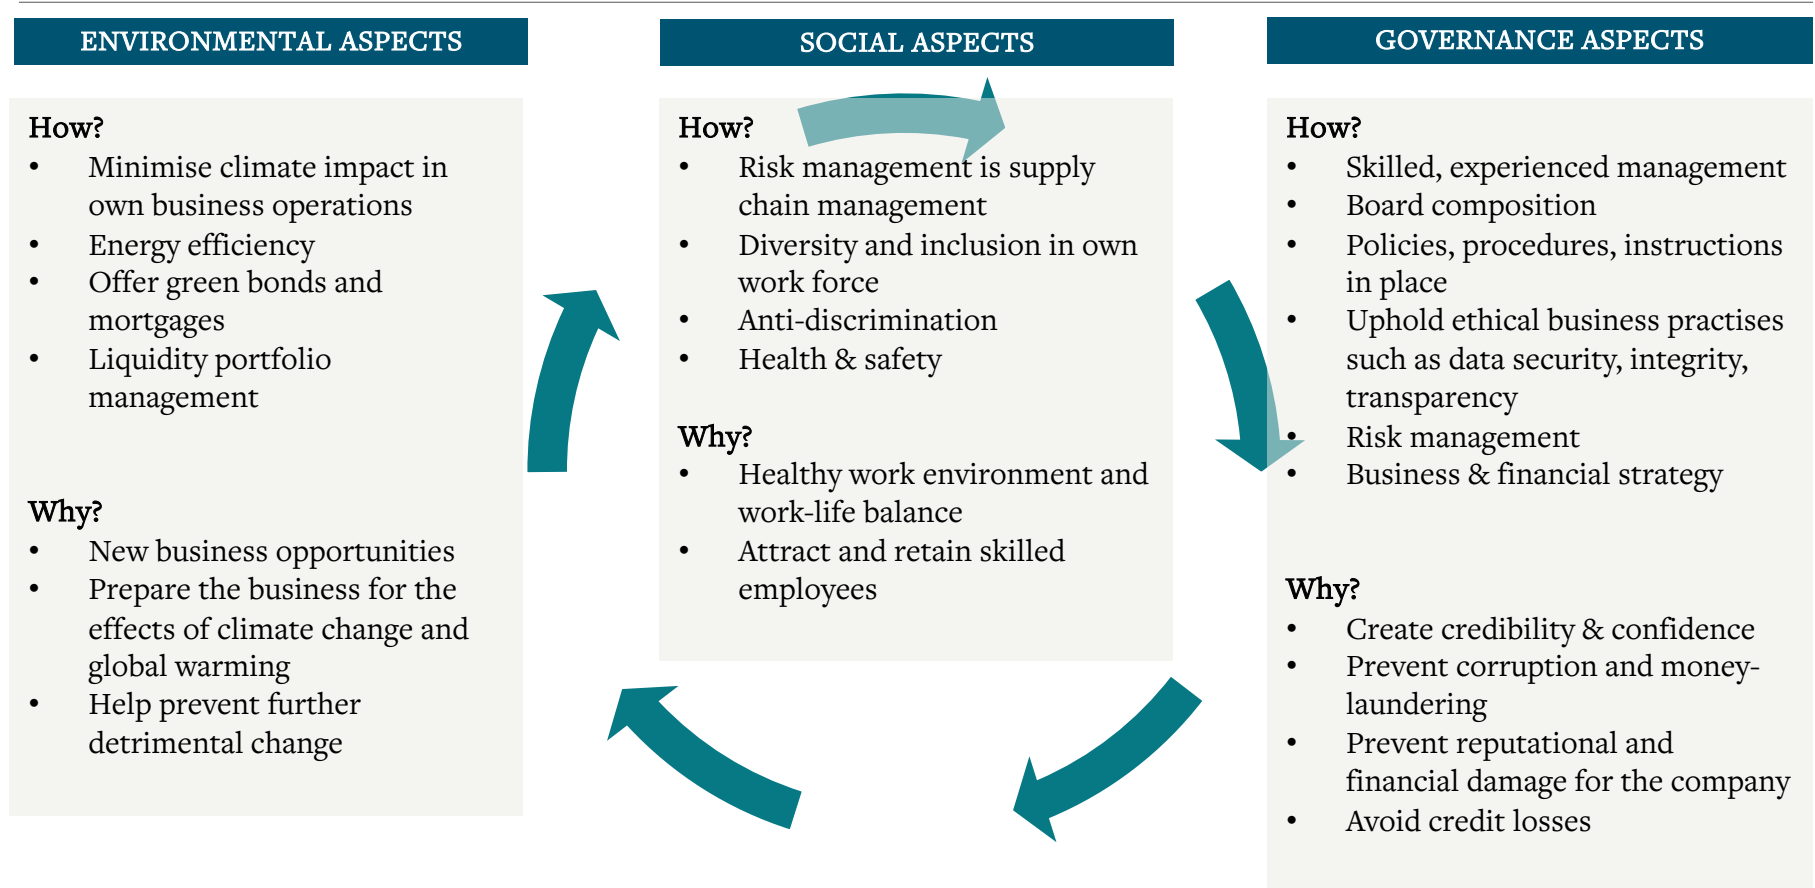 ENVIRONMENTAL ASPECTS
How?
• Minimise climate impact in
own business operations
• Energy efficiency
• Offer green bonds and
mortgages
• Liquidity portfolio
management
Why?
• New business opportunities
• Prepare the business for the
effects of climate change and
global warming
• Help prevent further
detrimental change
SOCIAL ASPECTS
How?
• Risk management is supply
chain management
• Diversity and inclusion in own
work force
• Anti-discrimination
• Health & safety
Why?
• Healthy work environment and
work-life balance
• Attract and retain skilled
employees
GOVERNANCE ASPECTS
How?
• Skilled, experienced management
• Board composition
• Policies, procedures, instructions
in place
• Uphold ethical business practises
such as data security, integrity,
transparency
• Risk management
• Business & financial strategy
Why?
• Create credibility & confidence
• Prevent corruption and money-
laundering
• Prevent reputational and
financial damage for the company
• Avoid credit losses